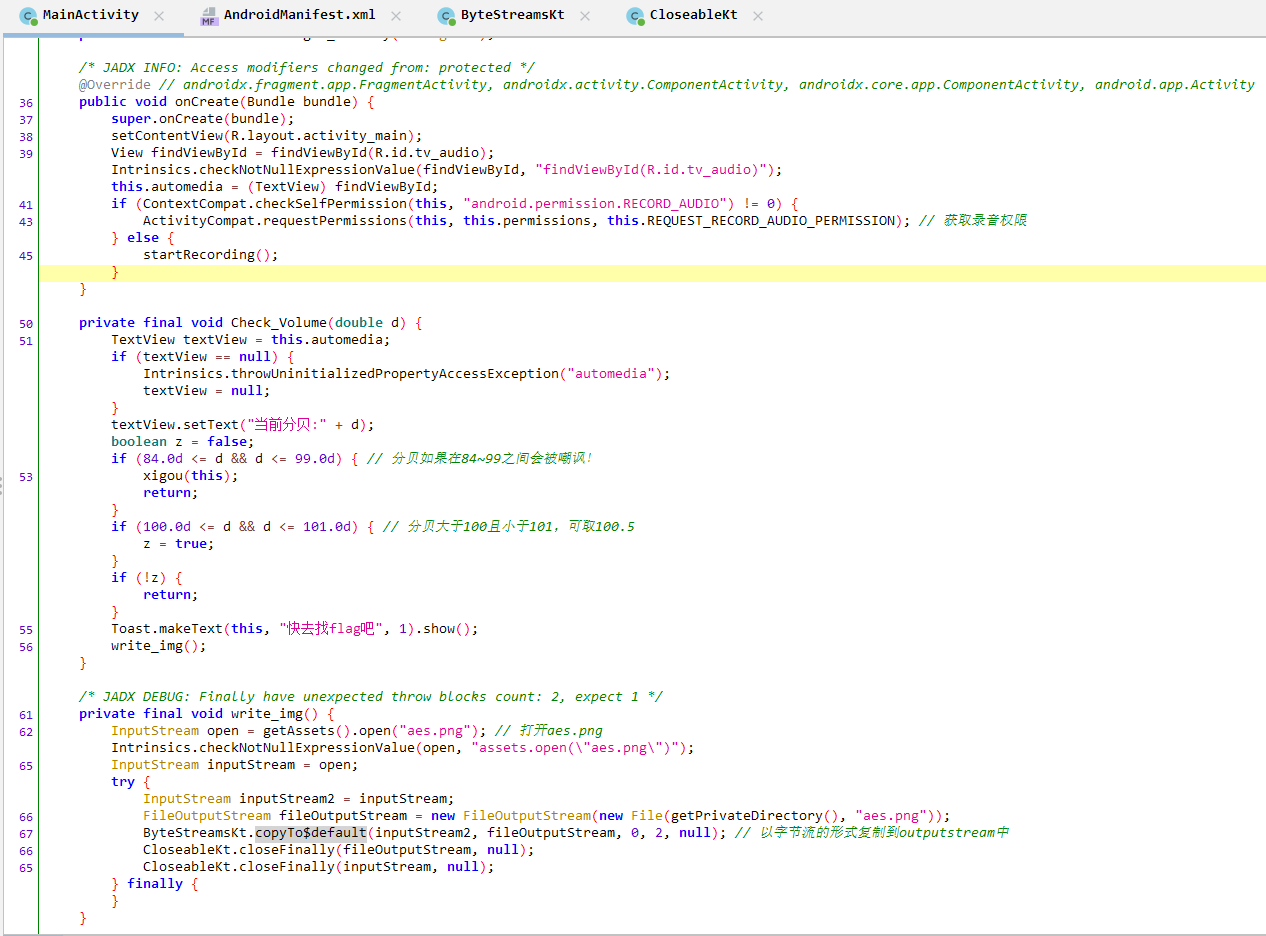 MainActivity AndroidManifest.xml ByteStreamsKt CloseableKt
/* JADX INFO: Access modifiers changed from: protected */
@Override // androidx.fragment.app.FragmentActivity, androidx.activity.ComponentActivity, androidx.core.app.ComponentActivity, android.app.Activity
36 public void onCreate(Bundle bundle) {
37 super.onCreate(bundle);
38 setContentView(R.layout.activity_main);
39 View findViewById = findViewById(R.id.tv_audio);
Intrinsics.checkNotNullExpressionValue(findViewById, "findViewById(R.id.tv_audio)");
this.automedia = (TextView) findViewById;
41 if (ContextCompat.checkSelfPermission(this, "android.permission.RECORD_AUDIO") != 0) {
43 ActivityCompat.requestPermissions(this, this.permissions, this.REQUEST_RECORD_AUDIO_PERMISSION); // 获取录音权限
} else {
45 startRecording();
}
}
50 private final void Check_Volume(double d) {
51 TextView textView = this.automedia;
if (textView == null) {
Intrinsics.throwUninitializedPropertyAccessException("automedia");
textView = null;
}
textView.setText("当前分贝:" + d);
boolean z = false;
if (84.0d <= d && d <= 99.0d) { // 分贝如果在84~99之间会被嘲讽!
53 xigou(this);
return;
}
if (100.0d <= d && d <= 101.0d) { // 分贝大于100且小于101，可取100.5
z = true;
}
if (!z) {
return;
}
55 Toast.makeText(this, "快去找flag吧", 1).show();
56 write_img();
}
/* JADX DEBUG: Finally have unexpected throw blocks count: 2, expect 1 */
61 private final void write_img() {
62 InputStream open = getAssets().open("aes.png"); // 打开aes.png
Intrinsics.checkNotNullExpressionValue(open, "assets.open(\"aes.png\")");
65 InputStream inputStream = open;
try {
InputStream inputStream2 = inputStream;
66 FileOutputStream fileOutputStream = new FileOutputStream(new File(getPrivateDirectory(), "aes.png"));
67 ByteStreamsKt.copyTo$default(inputStream2, fileOutputStream, 0, 2, null); // 以字节流的形式复制到outputstream中
66 CloseableKt.closeFinally(fileOutputStream, null);
65 CloseableKt.closeFinally(inputStream, null);
} finally {
}
}